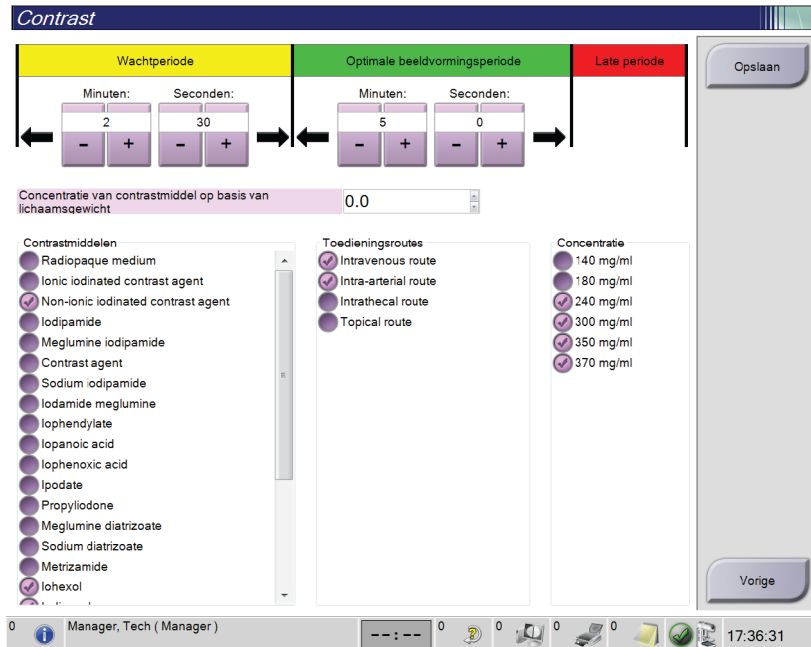 Contrast
Wachtperiode
Optimale beeldvormingsperiode
Late periode
Opslaan
Minuten: Seconden:
Minuten: Seconden:
2 30
5 0
- + - +
- + - +
Concentratie van contrastmiddel op basis van
lichaamsgewicht
0.0
Contrastmiddelen
Radiopaque medium
Ionic iodinated contrast agent
Non-ionic iodinated contrast agent
Iodipamide
Meglumine iodipamide
Contrast agent
Sodium iodipamide
Iodamide meglumine
Iophendylate
Iopanoic acid
Iophenoxic acid
Ipodate
Propyliodone
Meglumine diatrizoate
Sodium diatrizoate
Metrizamide
Iohexol
Toedieningsroutes
Intravenous route
Intra-arterial route
Intrathecal route
Topical route
Concentratie
140 mg/ml
180 mg/ml
240 mg/ml
300 mg/ml
350 mg/ml
370 mg/ml
Vorige
0 Manager, Tech ( Manager ) --:-- 0 0 0 0 17:36:31